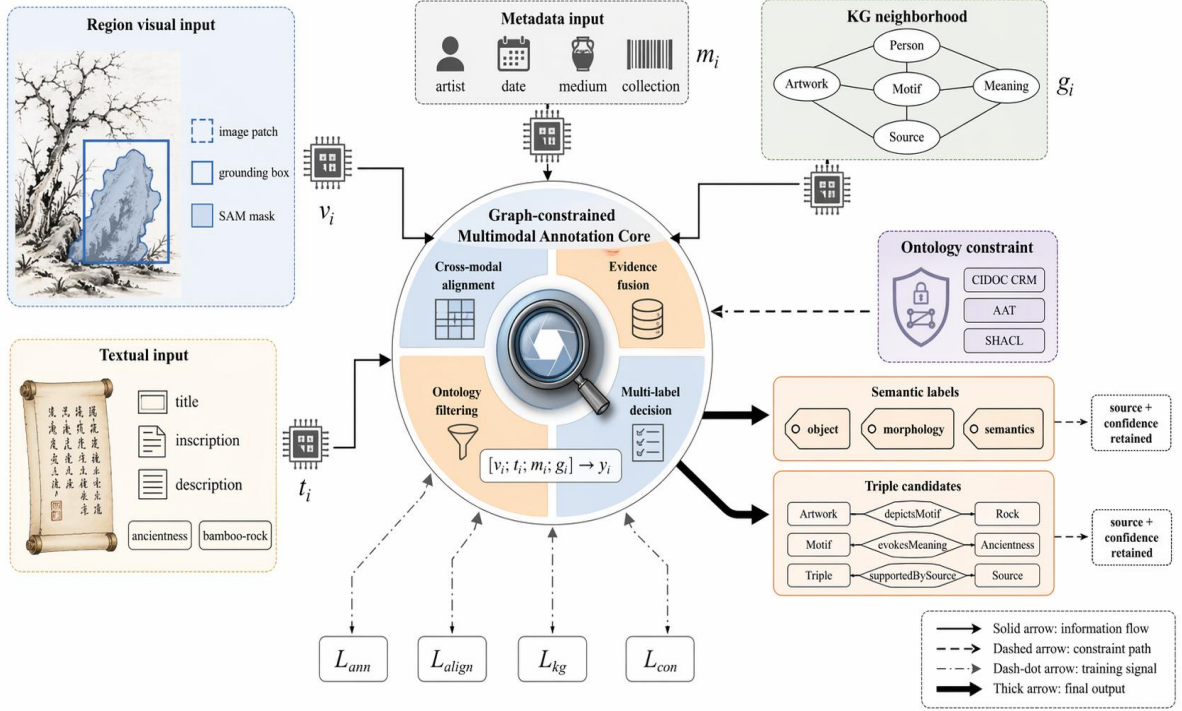 Region visual input
image patch
grounding box
SAM mask
v_i
Metadata input
artist
date
medium
collection
m_i
KG neighborhood
Person
Artwork
Motif
Meaning
Source
g_i
Textual input
title
inscription
description
ancientness
bamboo-rock
t_i
Graph-constrained
Multimodal Annotation Core
Cross-modal
alignment
Evidence
fusion
Ontology
filtering
Multi-label
decision
[v_i; t_i; m_i; g_i] → y_i
Ontology constraint
CIDOC CRM
AAT
SHACL
Semantic labels
object
morphology
semantics
source +
confidence
retained
Triple candidates
Artwork
depictsMotif
Rock
Motif
evokesMeaning
Ancientness
Triple
supportedBySource
Source
source +
confidence
retained
L_ann
L_align
L_kg
L_con
Solid arrow: information flow
Dashed arrow: constraint path
Dash-dot arrow: training signal
Thick arrow: final output